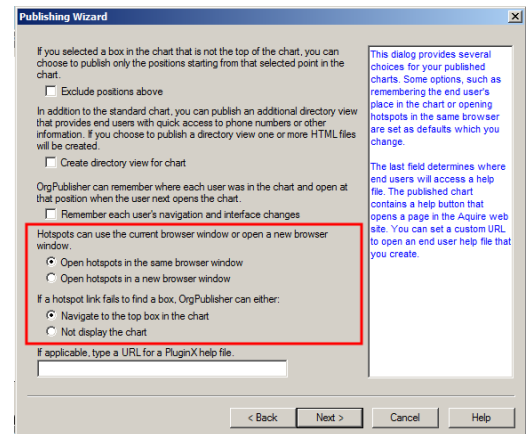 Publishing Wizard
If you selected a box in the chart that is not the top of the chart, you can
choose to publish only the positions starting from that selected point in the
chart.
Exclude positions above
In addition to the standard chart, you can publish an additional directory view
that provides end users with quick access to phone numbers or other
information. If you choose to publish a directory view one or more HTML files
will be created.
Create directory view for chart
OrgPublisher can remember where each user was in the chart and open at
that position when the user next opens the chart.
Remember each user's navigation and interface changes
Hotspots can use the current browser window or open a new browser
window.
Open hotspots in the same browser window
Open hotspots in a new browser window
If a hotspot link fails to find a box, OrgPublisher can either:
Navigate to the top box in the chart
Not display the chart
If applicable, type a URL for a PluginX help file.
This dialog provides several
choices for your published
charts. Some options, such as
remembering the end user's
place in the chart or opening
hotspots in the same browser
are set as defaults which you
change.
The last field determines where
end users will access a help
file. The published chart
contains a help button that
opens a page in the Aquire web
site. You can set a custom URL
to open an end user help file that
you create.
< Back
Next >
Cancel
Help